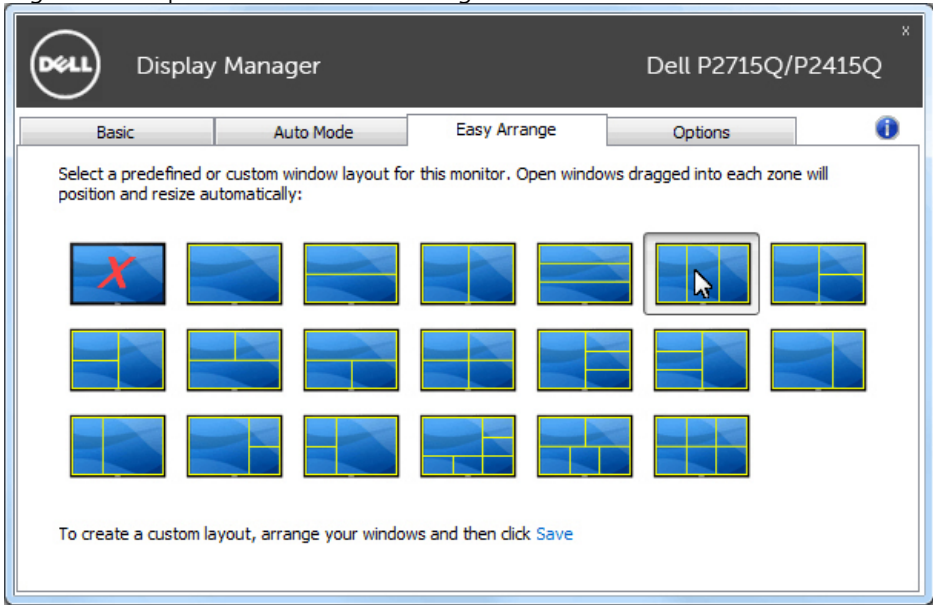 DELL
Display Manager
Dell P2715Q/P2415Q
x
Basic
Auto Mode
Easy Arrange
Options
i
Select a predefined or custom window layout for this monitor. Open windows dragged into each zone will
position and resize automatically:
X
To create a custom layout, arrange your windows and then click Save